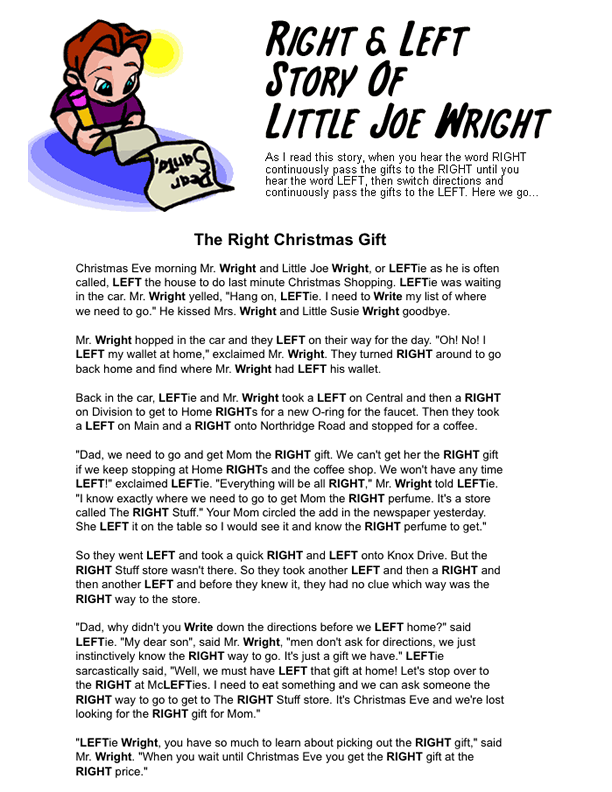 RIGHT & LEFT
STORY OF
LITTLE JOE WRIGHT
As I read this story, when you hear the word RIGHT
continuously pass the gifts to the RIGHT until you
hear the word LEFT, then switch directions and
continuously pass the gifts to the LEFT. Here we go...
Dear
Santa,
The Right Christmas Gift
Christmas Eve morning Mr. Wright and Little Joe Wright, or LEFTie as he is often
called, LEFT the house to do last minute Christmas Shopping. LEFTie was waiting
in the car. Mr. Wright yelled, "Hang on, LEFTie. I need to Write my list of where
we need to go." He kissed Mrs. Wright and Little Susie Wright goodbye.
Mr. Wright hopped in the car and they LEFT on their way for the day. "Oh! No! I
LEFT my wallet at home," exclaimed Mr. Wright. They turned RIGHT around to go
back home and find where Mr. Wright had LEFT his wallet.
Back in the car, LEFTie and Mr. Wright took a LEFT on Central and then a RIGHT
on Division to get to Home RIGHTs for a new O-ring for the faucet. Then they took
a LEFT on Main and a RIGHT onto Northridge Road and stopped for a coffee.
"Dad, we need to go and get Mom the RIGHT gift. We can't get her the RIGHT gift
if we keep stopping at Home RIGHTs and the coffee shop. We won't have any time
LEFT!" exclaimed LEFTie. "Everything will be all RIGHT," Mr. Wright told LEFTie.
"I know exactly where we need to go to get Mom the RIGHT perfume. It's a store
called The RIGHT Stuff." Your Mom circled the add in the newspaper yesterday.
She LEFT it on the table so I would see it and know the RIGHT perfume to get."
So they went LEFT and took a quick RIGHT and LEFT onto Knox Drive. But the
RIGHT Stuff store wasn't there. So they took another LEFT and then a RIGHT and
then another LEFT and before they knew it, they had no clue which way was the
RIGHT way to the store.
"Dad, why didn't you Write down the directions before we LEFT home?" said
LEFTie. "My dear son", said Mr. Wright, "men don't ask for directions, we just
instinctively know the RIGHT way to go. It's just a gift we have." LEFTie
sarcastically said, "Well, we must have LEFT that gift at home! Let's stop over to
the RIGHT at McLEFTies. I need to eat something and we can ask someone the
RIGHT way to go to get to The RIGHT Stuff store. It's Christmas Eve and we're lost
looking for the RIGHT gift for Mom."
"LEFTie Wright, you have so much to learn about picking out the RIGHT gift," said
Mr. Wright. "When you wait until Christmas Eve you get the RIGHT gift at the
RIGHT price."